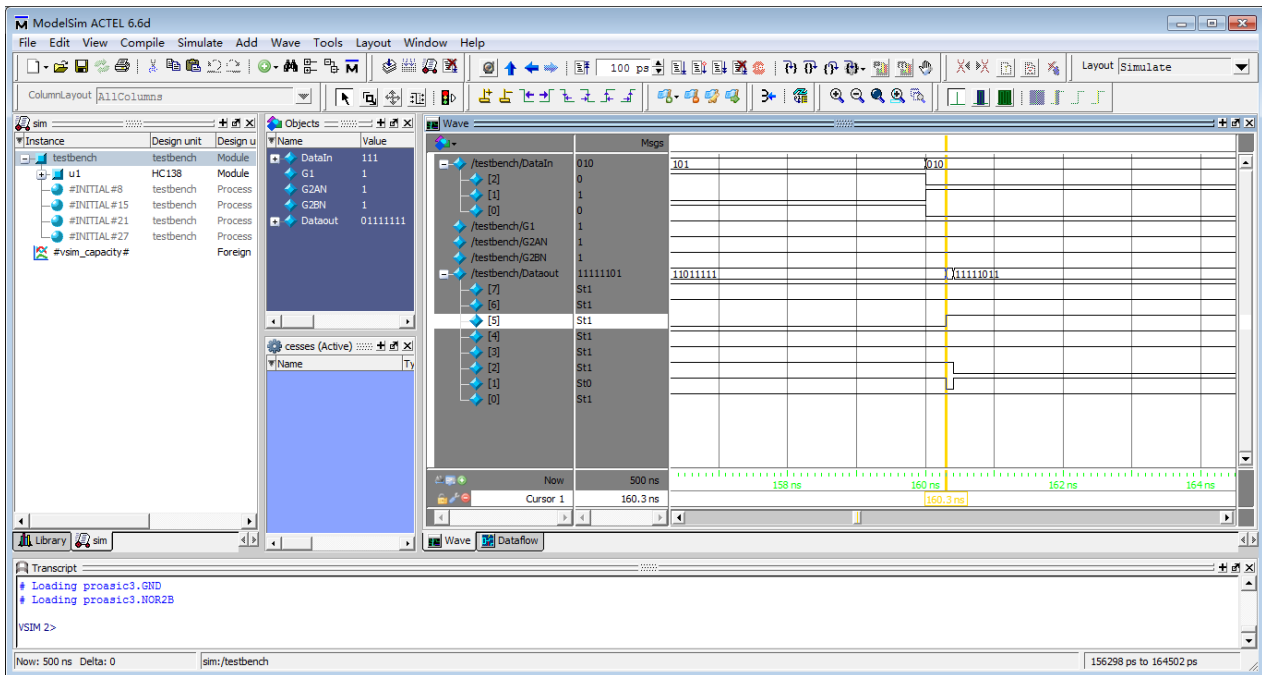 ModelSim ACTEL 6.6d
File Edit View Compile Simulate Add Wave Tools Layout Window Help
100 ps
Layout Simulate
ColumnLayout AllColumns
sim
Instance Design unit Design u
testbench testbench Module
u1 HC138 Module
#INITIAL#8 testbench Process
#INITIAL#15 testbench Process
#INITIAL#21 testbench Process
#INITIAL#27 testbench Process
#vsim_capacity# Foreign
Library sim
Objects
Name Value
DataIn 111
G1 1
G2AN 1
G2BN 1
Dataout 01111111
cesses (Active)
Name Ty
Wave
Msgs
/testbench/DataIn 010 101 010
[2] 0
[1] 1
[0] 0
/testbench/G1 1
/testbench/G2AN 1
/testbench/G2BN 1
/testbench/Dataout 11111101 11011111 11111011
[7] St1
[6] St1
[5] St1
[4] St1
[3] St1
[2] St1
[1] St0
[0] St1
Now 500 ns 158 ns 160 ns 162 ns 164 ns
Cursor 1 160.3 ns 160.3 ns
Wave Dataflow
Transcript
# Loading proasic3.GND
# Loading proasic3.NOR2B
VSIM 2>
Now: 500 ns Delta: 0 sim:/testbench 156298 ps to 164502 ps